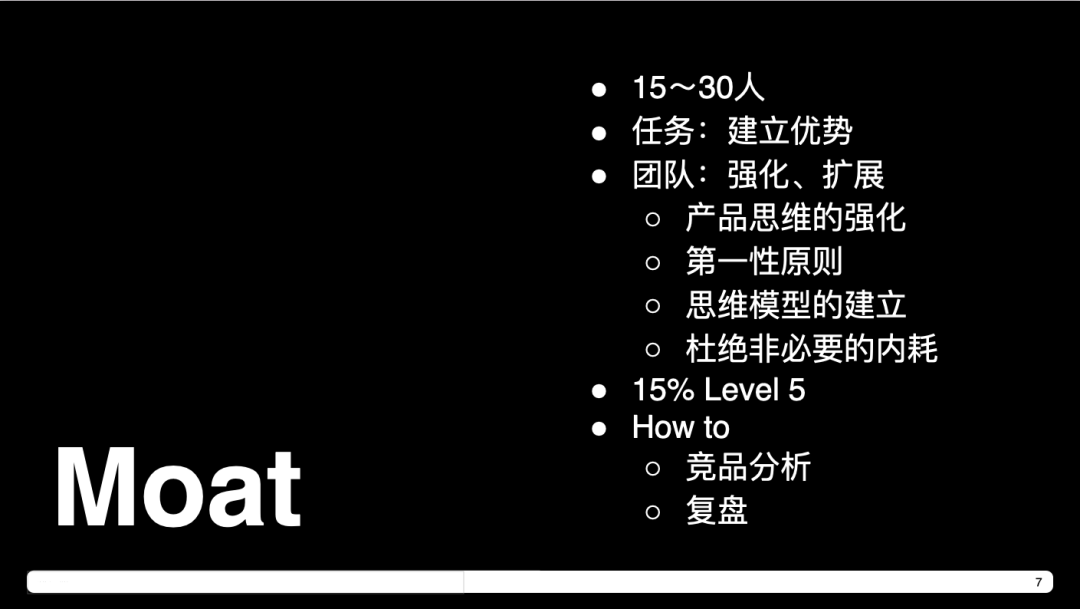 Moat
● 15～30人
● 任务：建立优势
● 团队：强化、扩展
○ 产品思维的强化
○ 第一性原则
○ 思维模型的建立
○ 杜绝非必要的内耗
● 15% Level 5
● How to
○ 竞品分析
○ 复盘
7